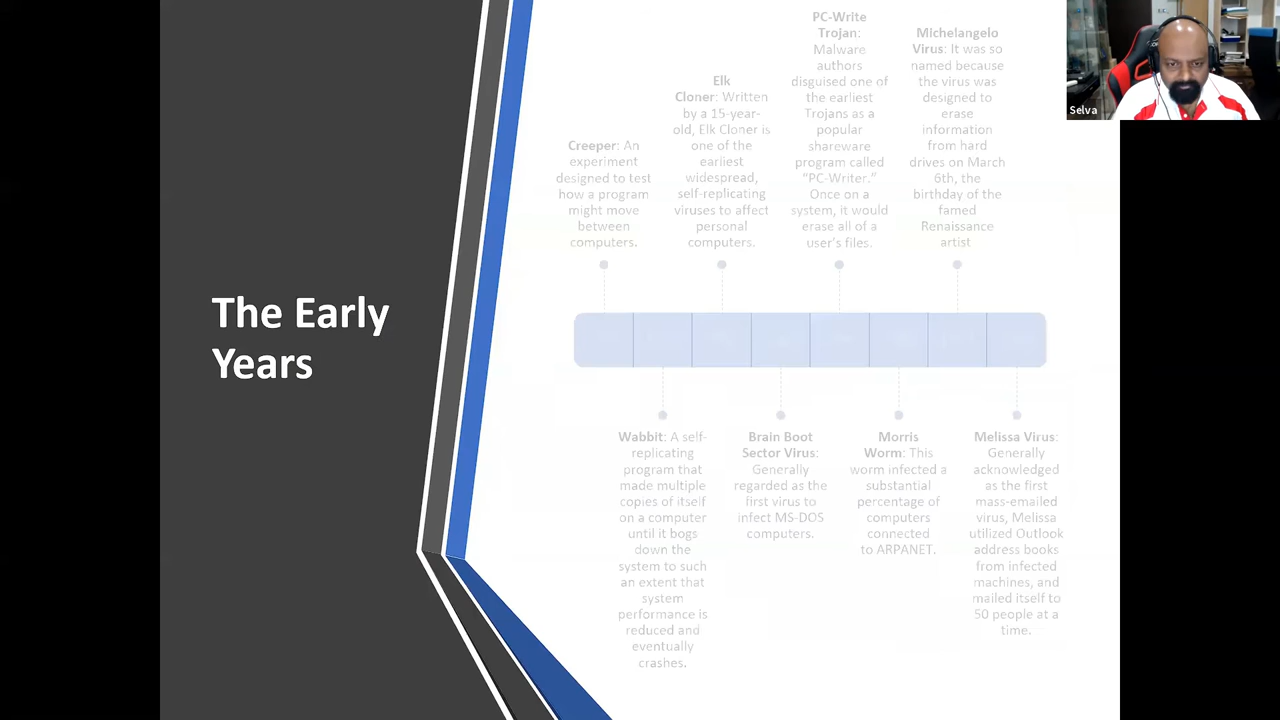 The Early
Years
Creeper: An
experiment
designed to test
how a program
might move
between
computers.
Elk
Cloner: Written
by a 15-year-
old, Elk Cloner is
one of the
earliest
widespread,
self-replicating
viruses to affect
personal
computers.
PC-Write
Trojan:
Malware
authors
disguised one of
the earliest
Trojans as a
popular
shareware
program called
“PC-Writer.”
Once on a
system, it would
erase all of a
user's files.
Michelangelo
Virus: It was so
named because
the virus was
designed to
erase
information
from hard
drives on March
6th, the
birthday of the
famed
Renaissance
artist
Wabbit: A self-
replicating
program that
made multiple
copies of itself
on a computer
until it bogs
down the
system to such
an extent that
system
performance is
reduced and
eventually
crashes.
Brain Boot
Sector Virus:
Generally
regarded as the
first virus to
infect MS-DOS
computers.
Morris
Worm: This
worm infected a
substantial
percentage of
computers
connected
to ARPANET.
Melissa Virus:
Generally
acknowledged
as the first
mass-emailed
virus, Melissa
utilized Outlook
address books
from infected
machines, and
mailed itself to
50 people at a
time.
Selva